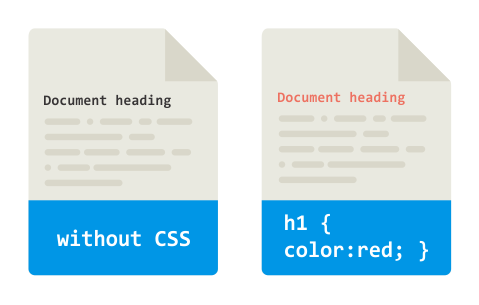 Document heading
without CSS
Document heading
h1 {
color:red; }